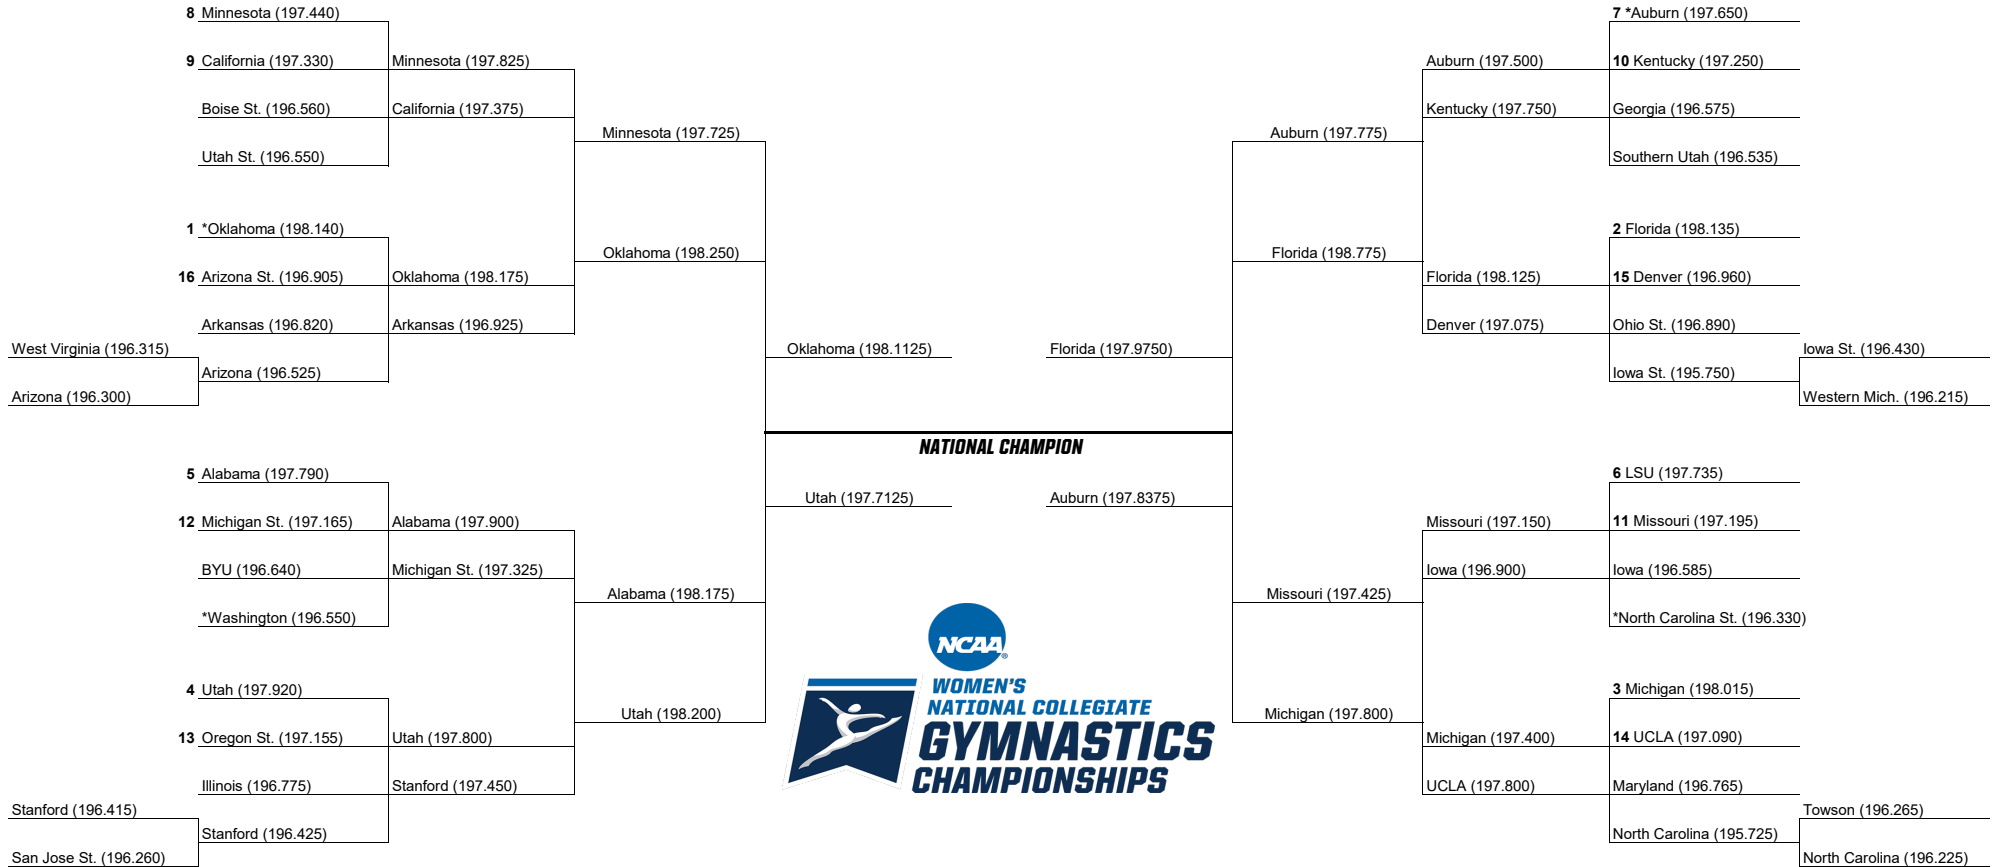 8 Minnesota (197.440)
9 California (197.330)
Boise St. (196.560)
Utah St. (196.550)
1 *Oklahoma (198.140)
16 Arizona St. (196.905)
Arkansas (196.820)
Arizona (196.525)
West Virginia (196.315)
Arizona (196.300)
5 Alabama (197.790)
12 Michigan St. (197.165)
BYU (196.640)
*Washington (196.550)
4 Utah (197.920)
13 Oregon St. (197.155)
Illinois (196.775)
Stanford (196.425)
Stanford (196.415)
San Jose St. (196.260)
Minnesota (197.825)
California (197.375)
Oklahoma (198.175)
Arkansas (196.925)
Alabama (197.900)
Michigan St. (197.325)
Utah (197.800)
Stanford (197.450)
Minnesota (197.725)
Oklahoma (198.250)
Alabama (198.175)
Utah (198.200)
Oklahoma (198.1125)
Utah (197.7125)
Florida (197.9750)
Auburn (197.8375)
NATIONAL CHAMPION
NCAA®
WOMEN'S
NATIONAL COLLEGIATE
GYMNASTICS
CHAMPIONSHIPS
Auburn (197.775)
Florida (198.775)
Missouri (197.425)
Michigan (197.800)
Auburn (197.500)
Kentucky (197.750)
Florida (198.125)
Denver (197.075)
Missouri (197.150)
Iowa (196.900)
Michigan (197.400)
UCLA (197.800)
7 *Auburn (197.650)
10 Kentucky (197.250)
Georgia (196.575)
Southern Utah (196.535)
2 Florida (198.135)
15 Denver (196.960)
Ohio St. (196.890)
Iowa St. (195.750)
Iowa St. (196.430)
Western Mich. (196.215)
6 LSU (197.735)
11 Missouri (197.195)
Iowa (196.585)
*North Carolina St. (196.330)
3 Michigan (198.015)
14 UCLA (197.090)
Maryland (196.765)
North Carolina (195.725)
Towson (196.265)
North Carolina (196.225)